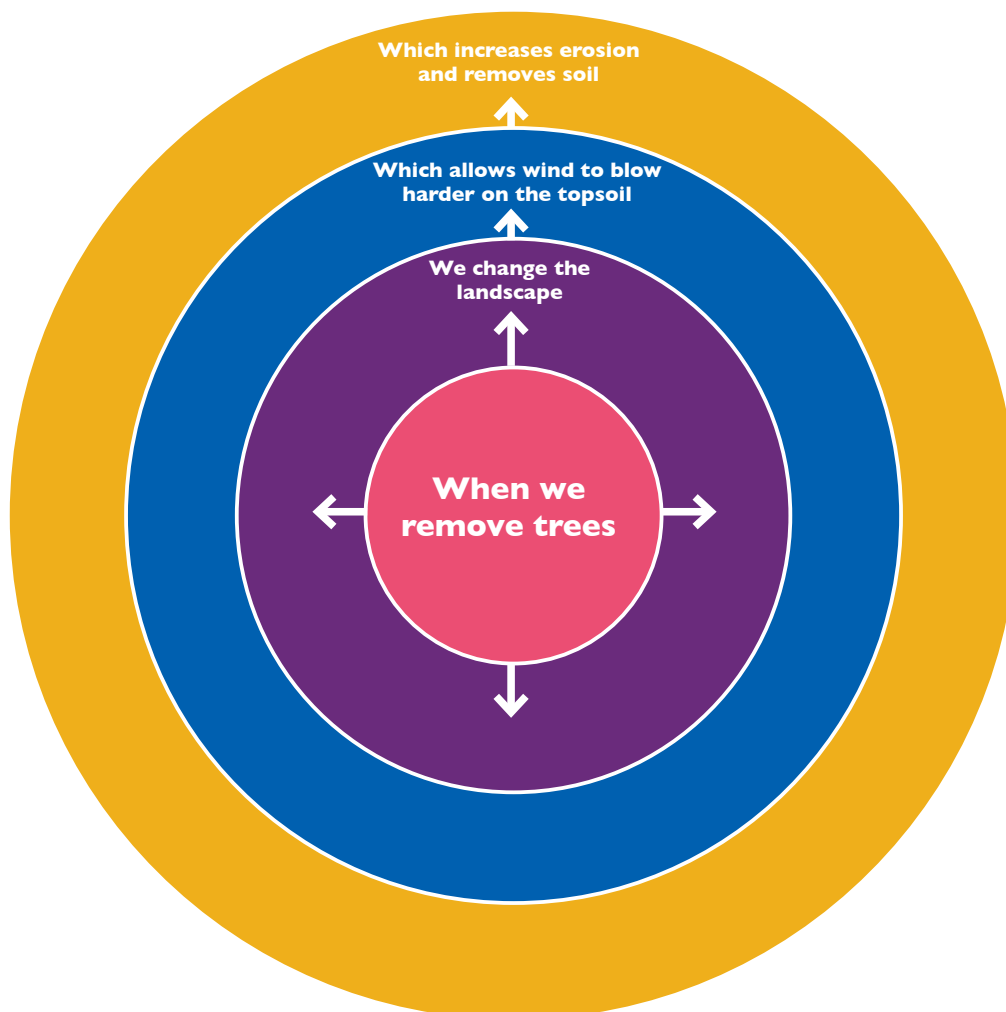 Which increases erosion
and removes soil
Which allows wind to blow
harder on the topsoil
We change the
landscape
When we
remove trees